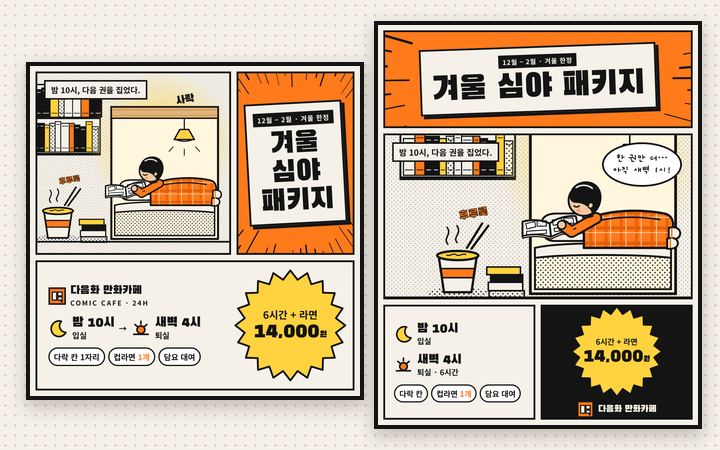 밤 10시, 다음 권을 집었다.
사락
후루룩
12월 – 2월 · 겨울 한정
겨울
심야
패키지
다음화 만화카페
COMIC CAFE · 24H
밤 10시
입실
→
새벽 4시
퇴실
다락 칸 1자리
컵라면 1개
담요 대여
6시간 + 라면
14,000원
12월 – 2월 · 겨울 한정
겨울 심야 패키지
밤 10시, 다음 권을 집었다.
한 권만 더…
아직 새벽 1시!
후루룩
밤 10시
입실
새벽 4시
퇴실 · 6시간
다락 칸
컵라면 1개
담요 대여
6시간 + 라면
14,000원
다음화 만화카페